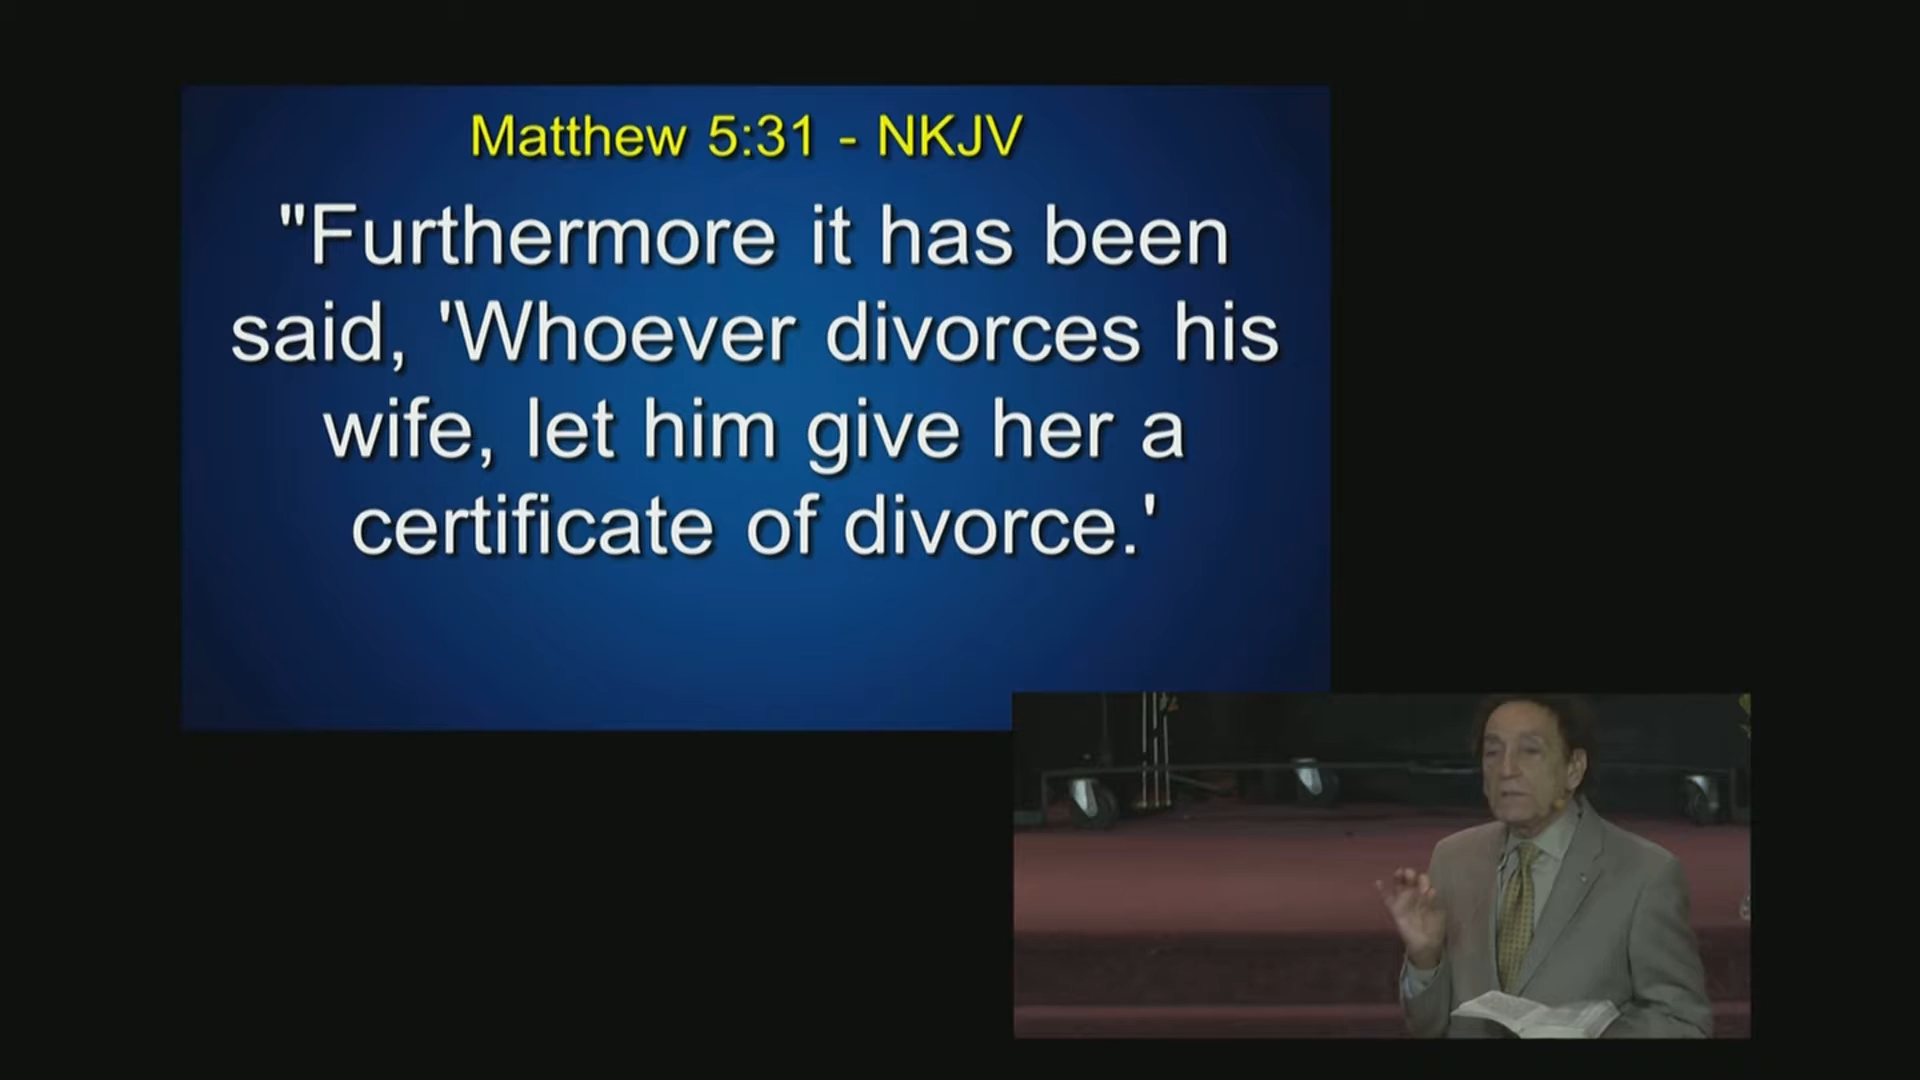 Matthew 5:31 - NKJV
"Furthermore it has been
said, 'Whoever divorces his
wife, let him give her a
certificate of divorce.'